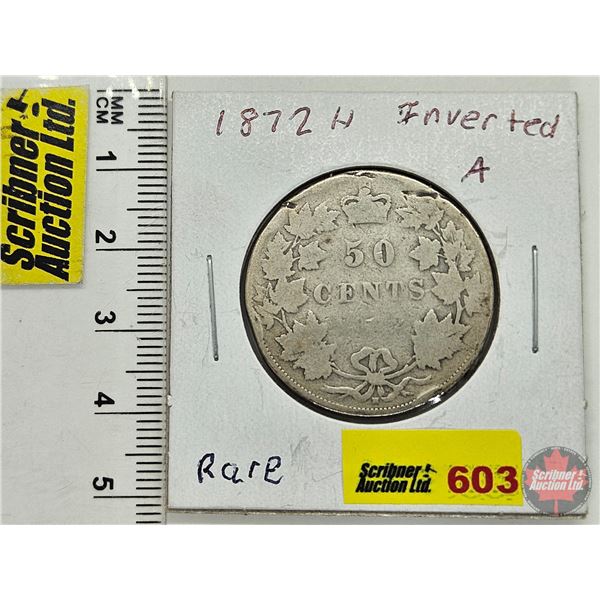 Scribner &
Auction Ltd.
MM
CM
1
2
3
4
5
1872 H Inverted
A
50
CENTS
Rare
Scribner &
Auction Ltd.
603
Scribner &
Auction Ltd.